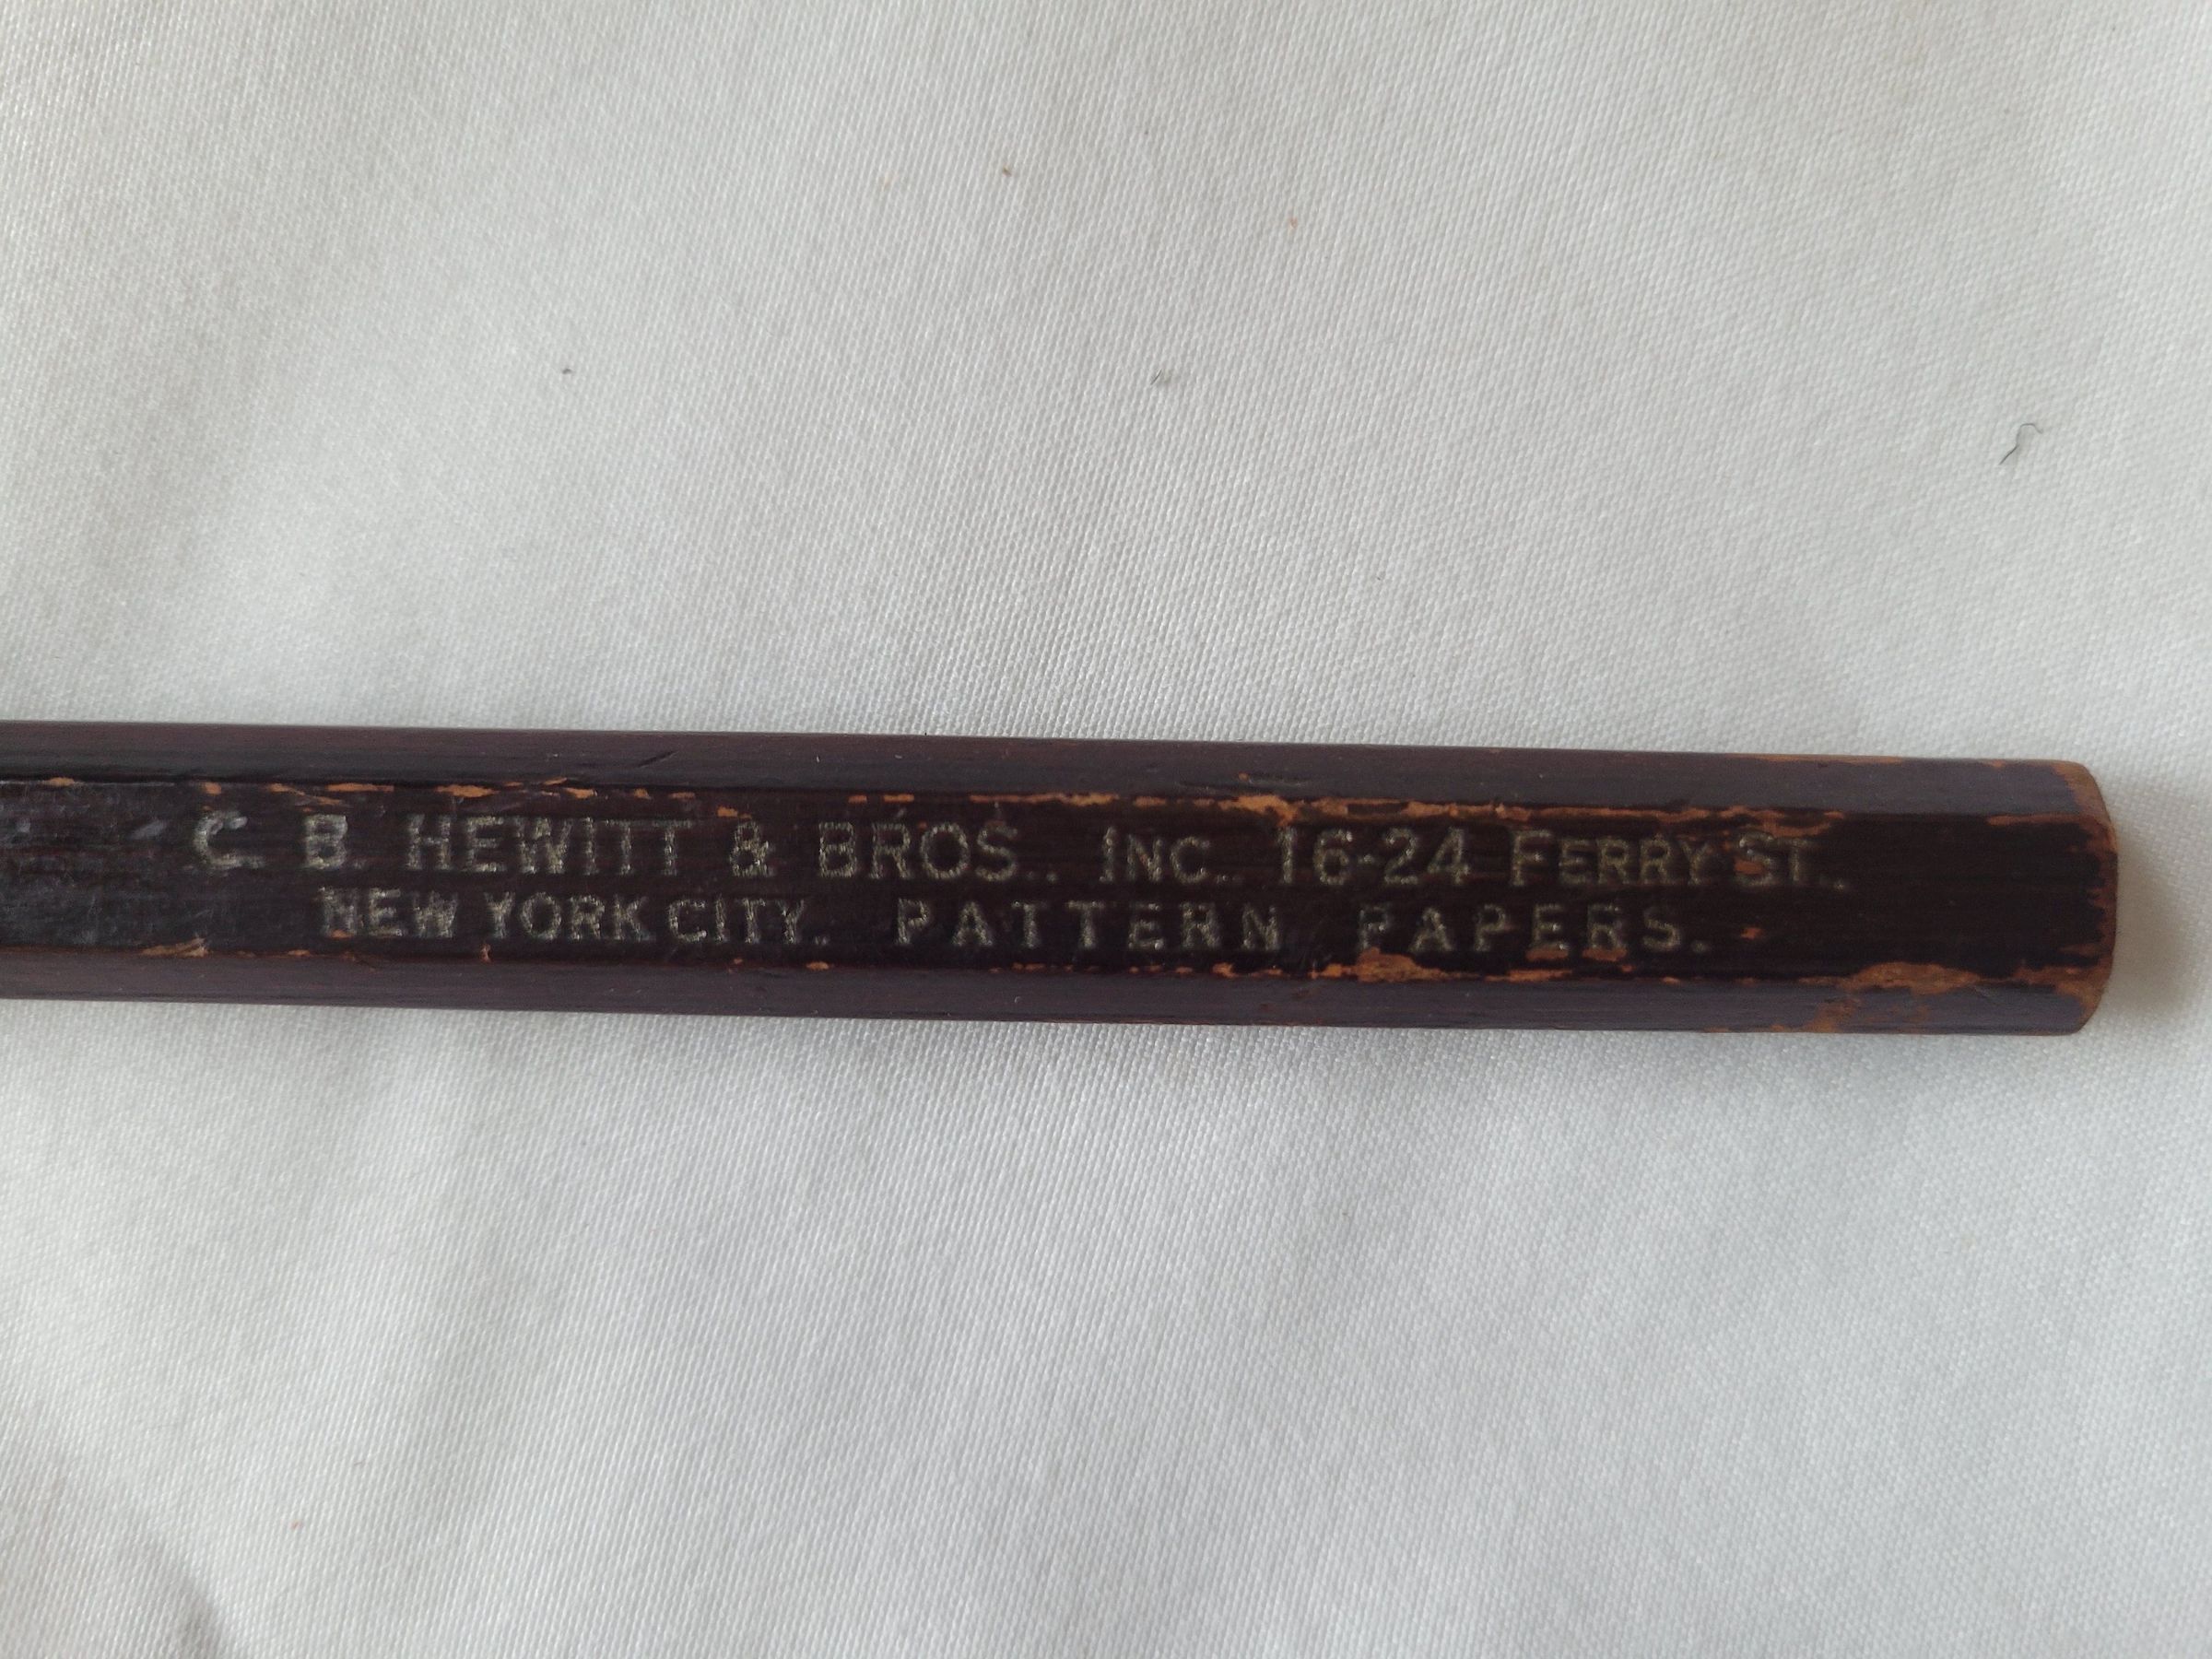 C. B. HEWITT & BROS., INC., 16-24 FERRY ST.,
NEW YORK CITY. PATTERN PAPERS.